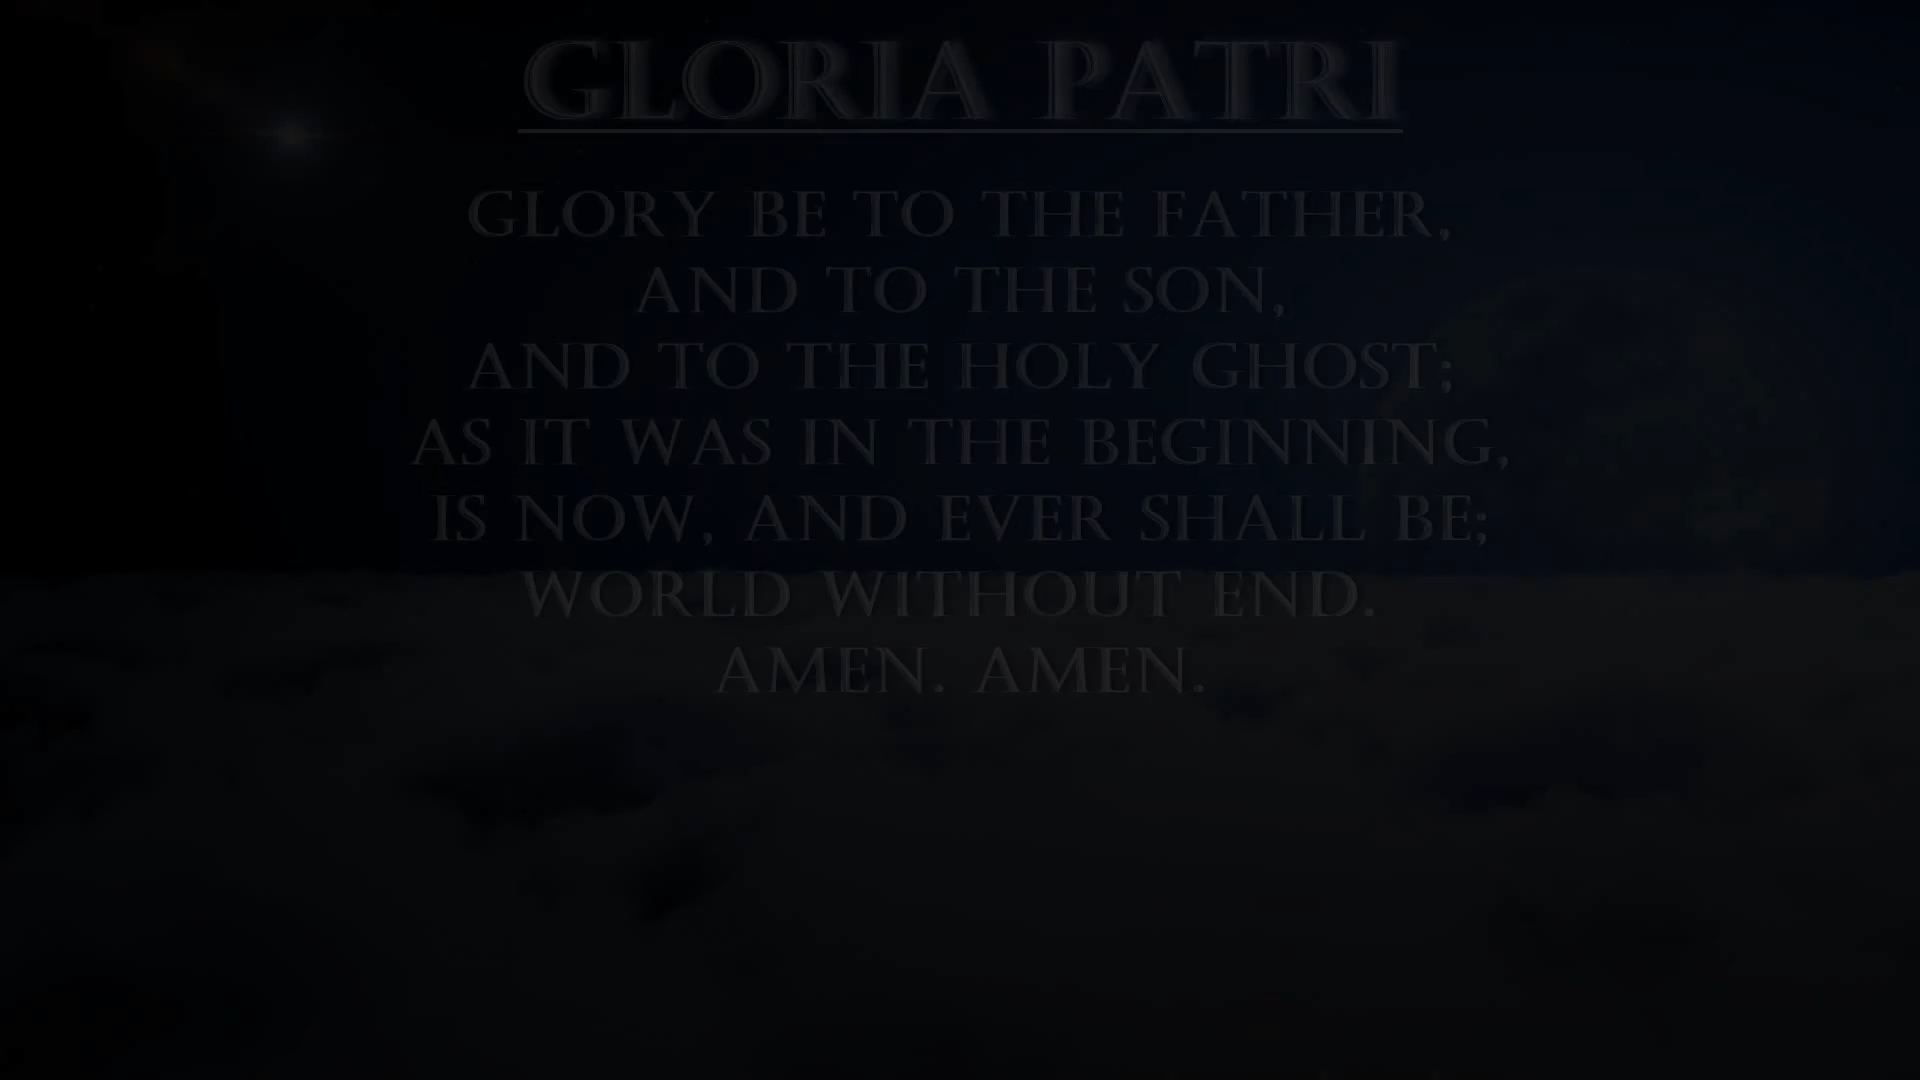 GLORIA PATRI
GLORY BE TO THE FATHER,
AND TO THE SON,
AND TO THE HOLY GHOST;
AS IT WAS IN THE BEGINNING,
IS NOW, AND EVER SHALL BE;
WORLD WITHOUT END.
AMEN. AMEN.